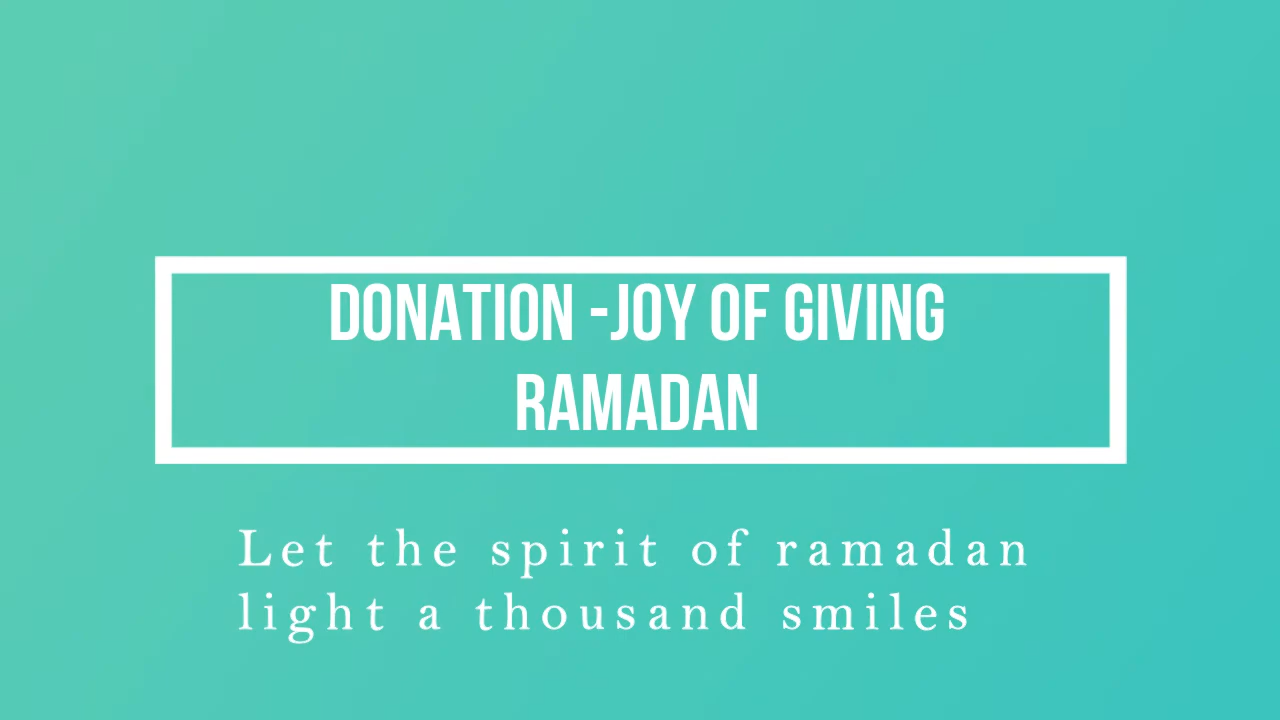 DONATION -JOY OF GIVING
RAMADAN
Let the spirit of ramadan
light a thousand smiles